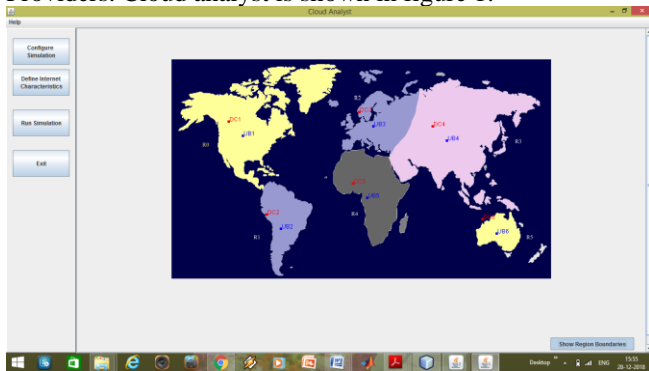 Providers. Cloud analyst is shown in figure 1.
Cloud Analyst
Help
Configure
Simulation
Define Internet
Characteristics
Run Simulation
Exit
R0
DC1
UB1
R2
UB3
DC4
UB4
R3
DC2
UB2
R1
UB5
R4
UB6
R5
Show Region Boundaries
Desktop
ENG
15:55
28-12-2018